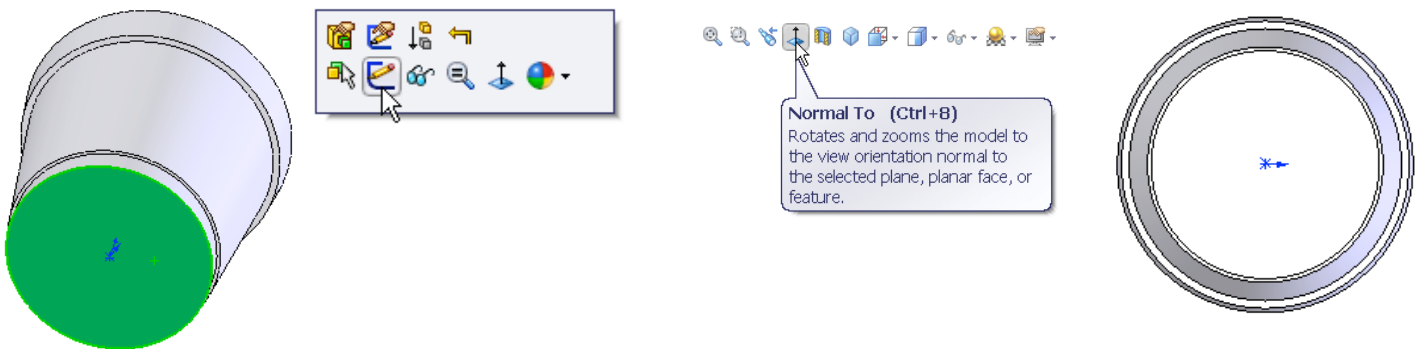 Normal To (Ctrl+8)
Rotates and zooms the model to
the view orientation normal to
the selected plane, planar face, or
feature.